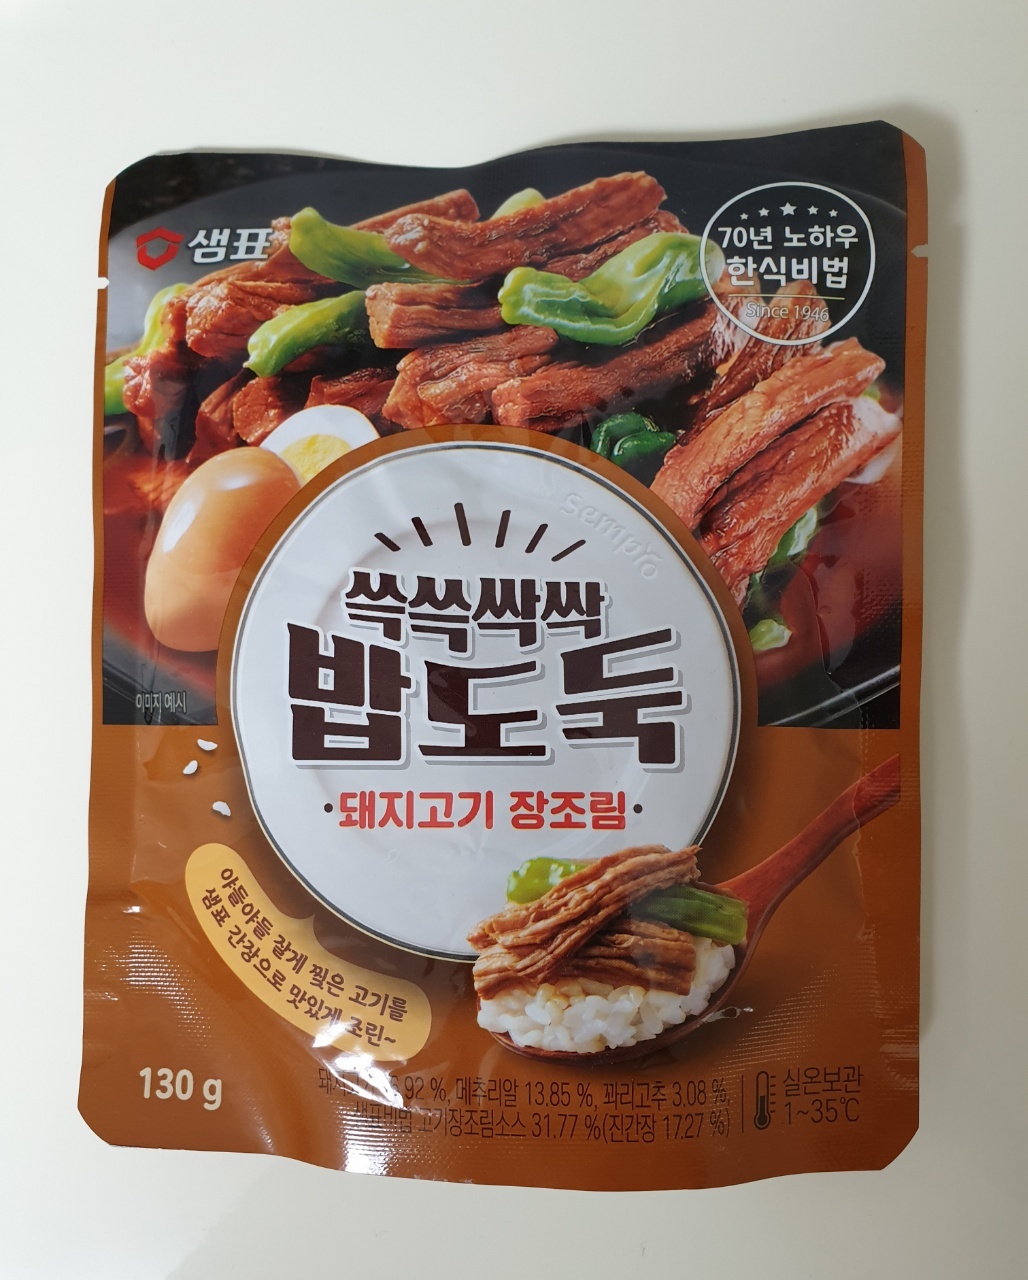 샘표
70년 노하우
한식비법
Since 1946
sempio
쓱쓱싹싹
밥도둑
·돼지고기 장조림·
이미지 예시
야들야들 잘게 찢은 고기를
샘표 간장으로 맛있게 조린~
130 g
메추리알 13.85 %, 꽈리고추 3.08 %,
샘표비법 고기장조림소스 31.77 %(진간장 17.27 %)
실온보관
1~35℃